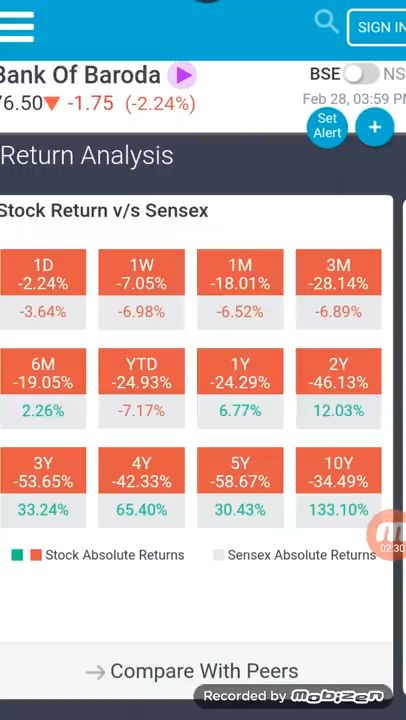 SIGN IN
Bank Of Baroda
BSE NS
76.50 -1.75 (-2.24%)
Feb 28, 03:59 PM
Set
Alert
+
Return Analysis
Stock Return v/s Sensex
1D 1W 1M 3M
-2.24% -7.05% -18.01% -28.14%
-3.64% -6.98% -6.52% -6.89%
6M YTD 1Y 2Y
-19.05% -24.93% -24.29% -46.13%
2.26% -7.17% 6.77% 12.03%
3Y 4Y 5Y 10Y
-53.65% -42.33% -58.67% -34.49%
33.24% 65.40% 30.43% 133.10%
Stock Absolute Returns Sensex Absolute Returns
02:30
Compare With Peers
Recorded by Mobizen